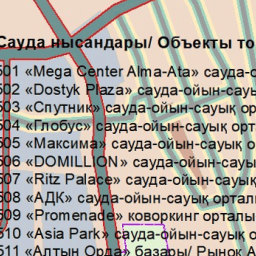 Сауда нысандары/ Объекты то
501 «Mega Center Alma-Ata» сауда-о
502 «Dostyk Plaza» сауда-ойын-сауық
503 «Спутник» сауда-ойын-сауық ор
504 «Глобус» сауда-ойын-сауық орт
505 «Максима» сауда-ойын-сауық ор
506 «DOMILLION» сауда-ойын-сауық
507 «Ritz Palace» сауда-ойын-сауық о
508 «АДК» сауда-ойын-сауық ортал
509 «Promenade» коворкинг орталы
510 «Asia Park» сауда-ойын-сауық о
511 «Алтын Орда» базары/ Рынок А